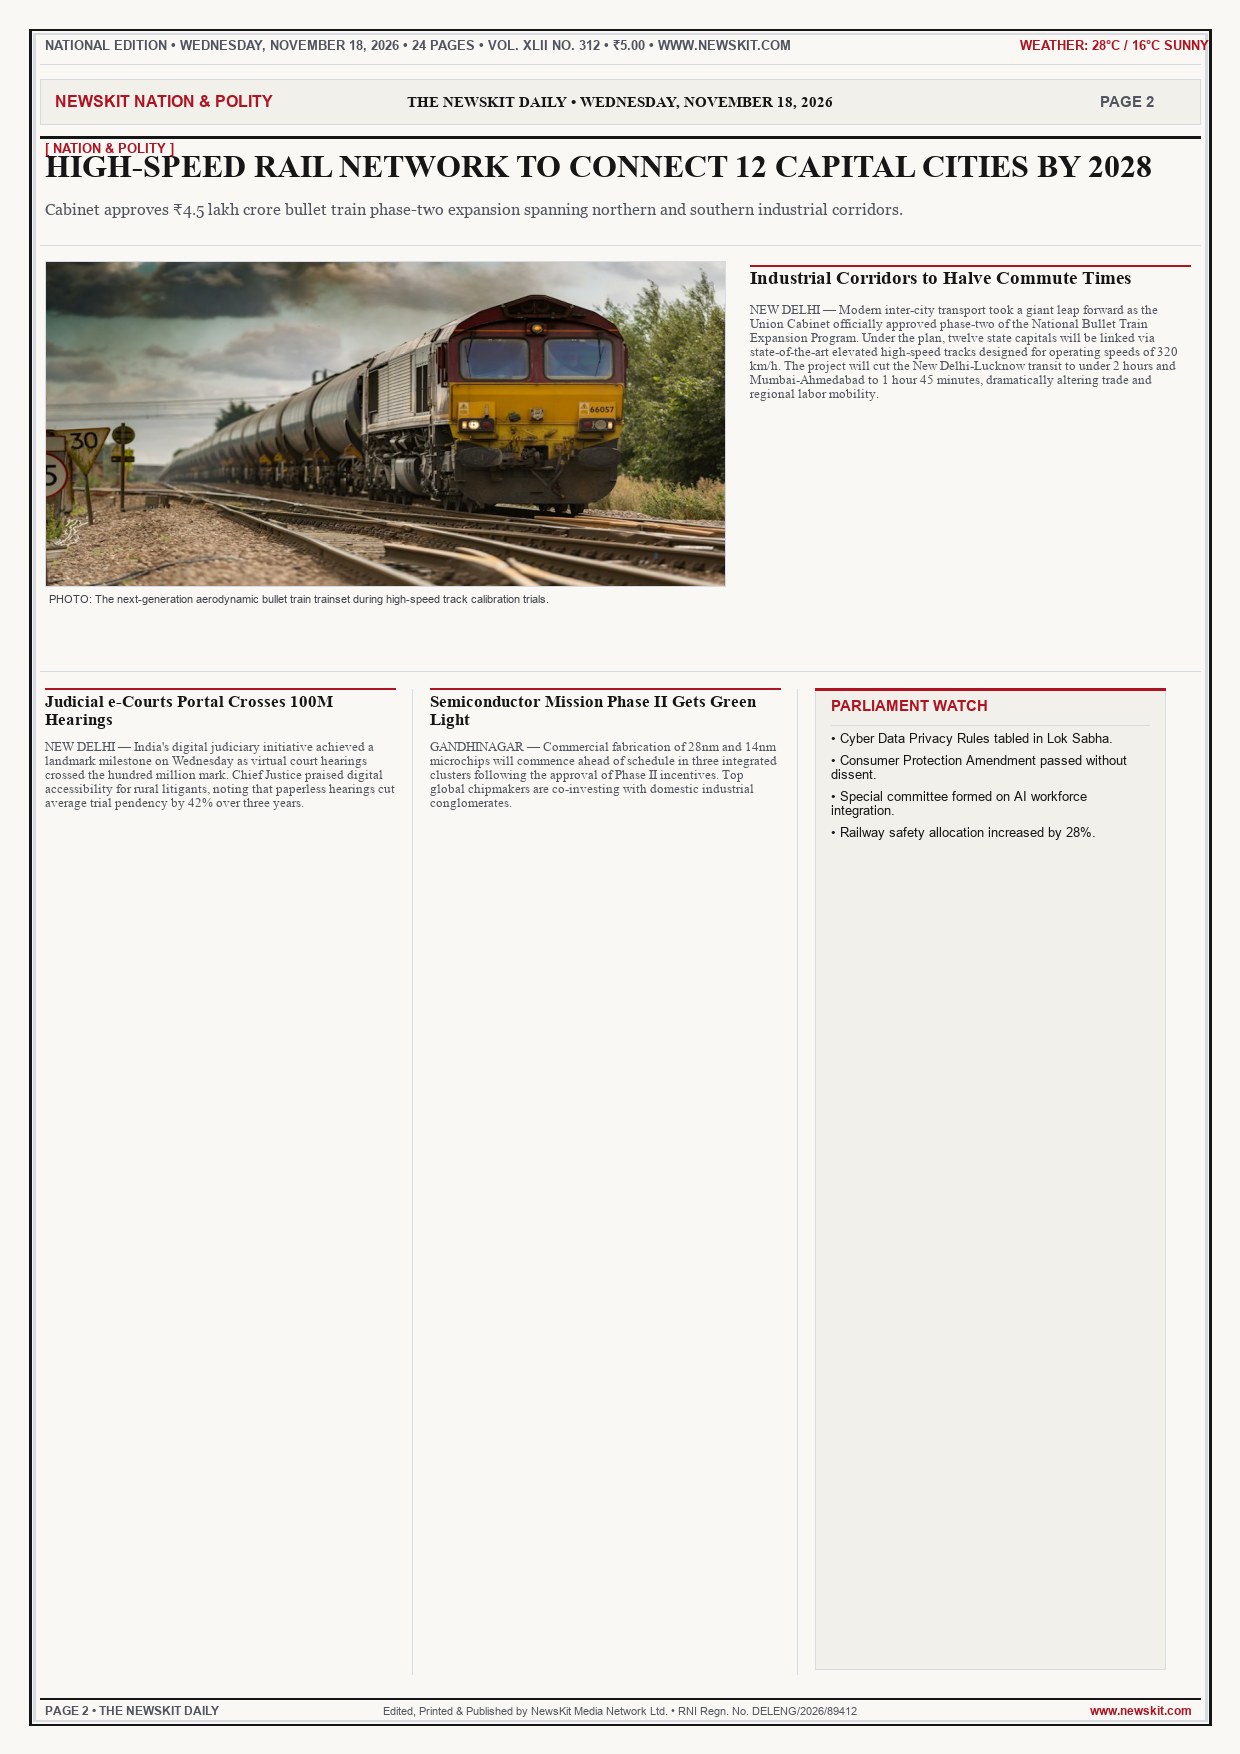 NATIONAL EDITION • WEDNESDAY, NOVEMBER 18, 2026 • 24 PAGES • VOL. XLII NO. 312 • ₹5.00 • WWW.NEWSKIT.COM
WEATHER: 28°C / 16°C SUNNY
NEWSKIT NATION & POLITY
THE NEWSKIT DAILY • WEDNESDAY, NOVEMBER 18, 2026
PAGE 2
[ NATION & POLITY ]
HIGH-SPEED RAIL NETWORK TO CONNECT 12 CAPITAL CITIES BY 2028
Cabinet approves ₹4.5 lakh crore bullet train phase-two expansion spanning northern and southern industrial corridors.
30
5
66057
PHOTO: The next-generation aerodynamic bullet train trainset during high-speed track calibration trials.
Industrial Corridors to Halve Commute Times
NEW DELHI — Modern inter-city transport took a giant leap forward as the
Union Cabinet officially approved phase-two of the National Bullet Train
Expansion Program. Under the plan, twelve state capitals will be linked via
state-of-the-art elevated high-speed tracks designed for operating speeds of 320
km/h. The project will cut the New Delhi-Lucknow transit to under 2 hours and
Mumbai-Ahmedabad to 1 hour 45 minutes, dramatically altering trade and
regional labor mobility.
Judicial e-Courts Portal Crosses 100M
Hearings
NEW DELHI — India's digital judiciary initiative achieved a
landmark milestone on Wednesday as virtual court hearings
crossed the hundred million mark. Chief Justice praised digital
accessibility for rural litigants, noting that paperless hearings cut
average trial pendency by 42% over three years.
Semiconductor Mission Phase II Gets Green
Light
GANDHINAGAR — Commercial fabrication of 28nm and 14nm
microchips will commence ahead of schedule in three integrated
clusters following the approval of Phase II incentives. Top
global chipmakers are co-investing with domestic industrial
conglomerates.
PARLIAMENT WATCH
• Cyber Data Privacy Rules tabled in Lok Sabha.
• Consumer Protection Amendment passed without
dissent.
• Special committee formed on AI workforce
integration.
• Railway safety allocation increased by 28%.
PAGE 2 • THE NEWSKIT DAILY
Edited, Printed & Published by NewsKit Media Network Ltd. • RNI Regn. No. DELENG/2026/89412
www.newskit.com